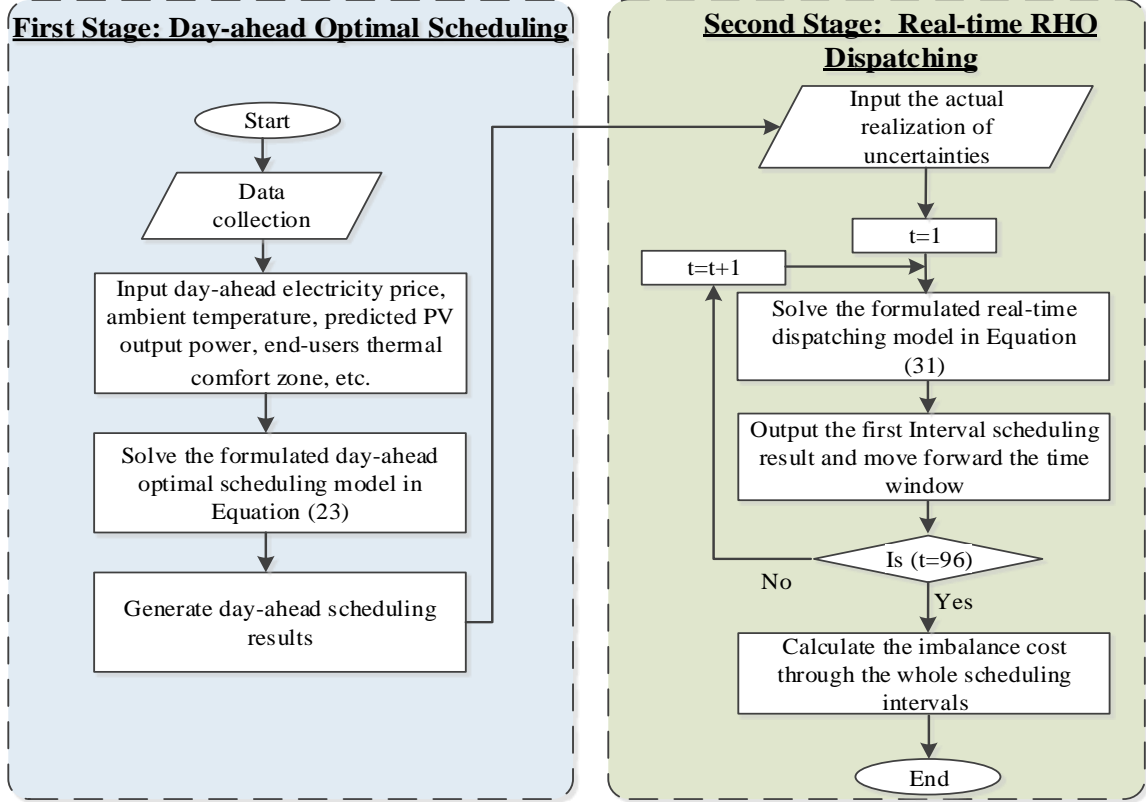 First Stage: Day-ahead Optimal Scheduling
Start
Data
collection
Input day-ahead electricity price,
ambient temperature, predicted PV
output power, end-users thermal
comfort zone, etc.
Solve the formulated day-ahead
optimal scheduling model in
Equation (23)
Generate day-ahead scheduling
results
Second Stage: Real-time RHO
Dispatching
Input the actual
realization of
uncertainties
t=1
t=t+1
Solve the formulated real-time
dispatching model in Equation
(31)
Output the first Interval scheduling
result and move forward the time
window
Is (t=96)
No
Yes
Calculate the imbalance cost
through the whole scheduling
intervals
End